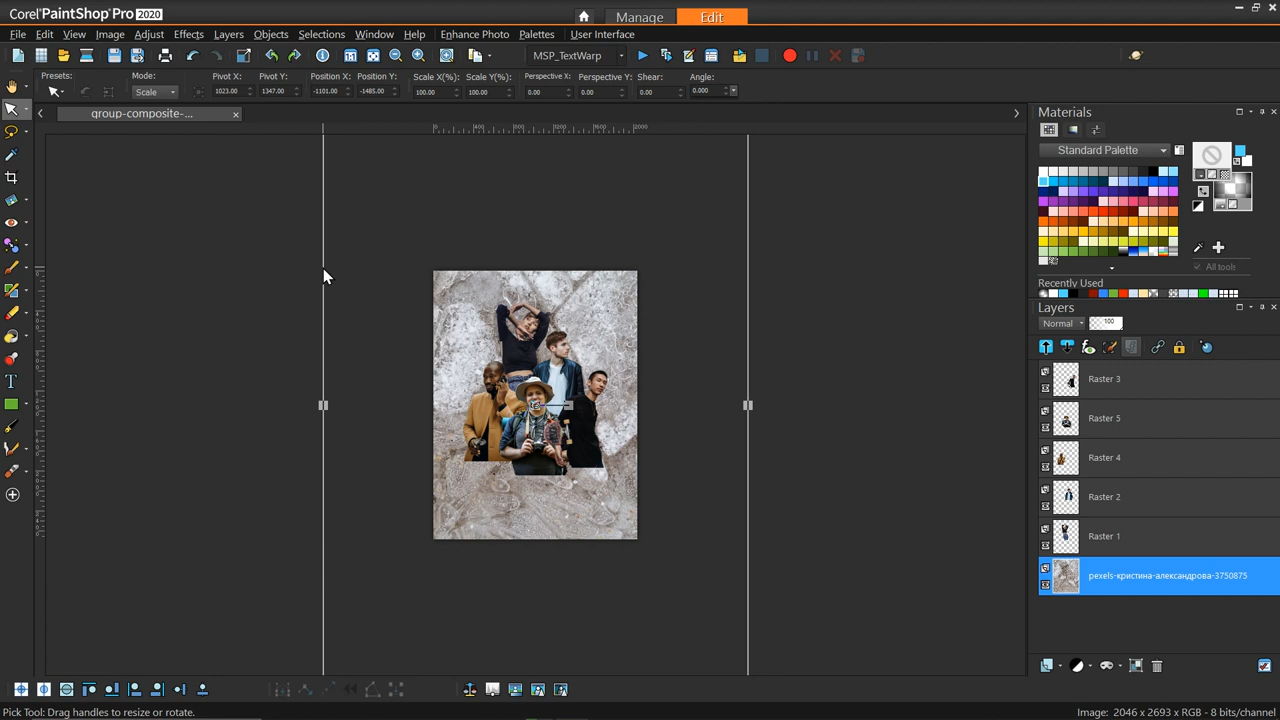 Corel®PaintShop®Pro 2020
Manage
Edit
File Edit View Image Adjust Effects Layers Objects Selections Window Help Enhance Photo Palettes User Interface
MSP_TextWarp
Presets: Mode: Pivot X: Pivot Y: Position X: Position Y: Scale X(%): Scale Y(%): Perspective X: Perspective Y: Shear: Angle:
Scale 1023.00 1347.00 -1101.00 -1485.00 100.00 100.00 0.00 0.00 0.00 0.000
group-composite-...
Materials
Standard Palette
All tools
Recently Used
Layers
Normal 100
Raster 3
Raster 5
Raster 4
Raster 2
Raster 1
pexels-кристина-александрова-3750875
Pick Tool: Drag handles to resize or rotate.
Image: 2046 x 2693 x RGB - 8 bits/channel